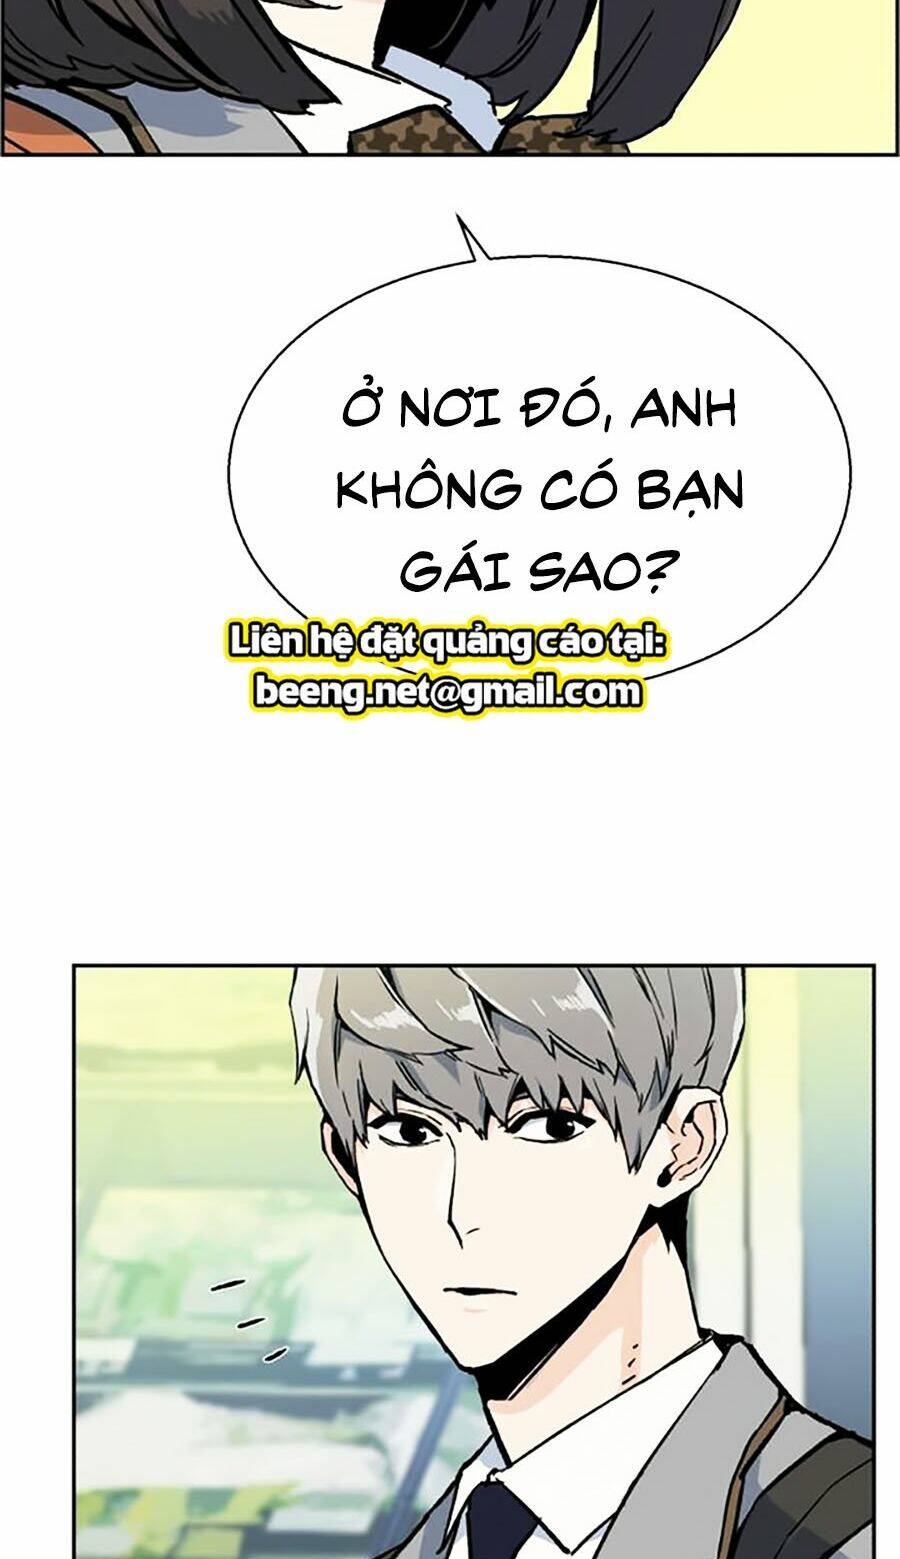 Ở NƠI ĐÓ, ANH
KHÔNG CÓ BẠN
GÁI SAO?
Liên hệ đặt quảng cáo tại:
beeng.net@gmail.com